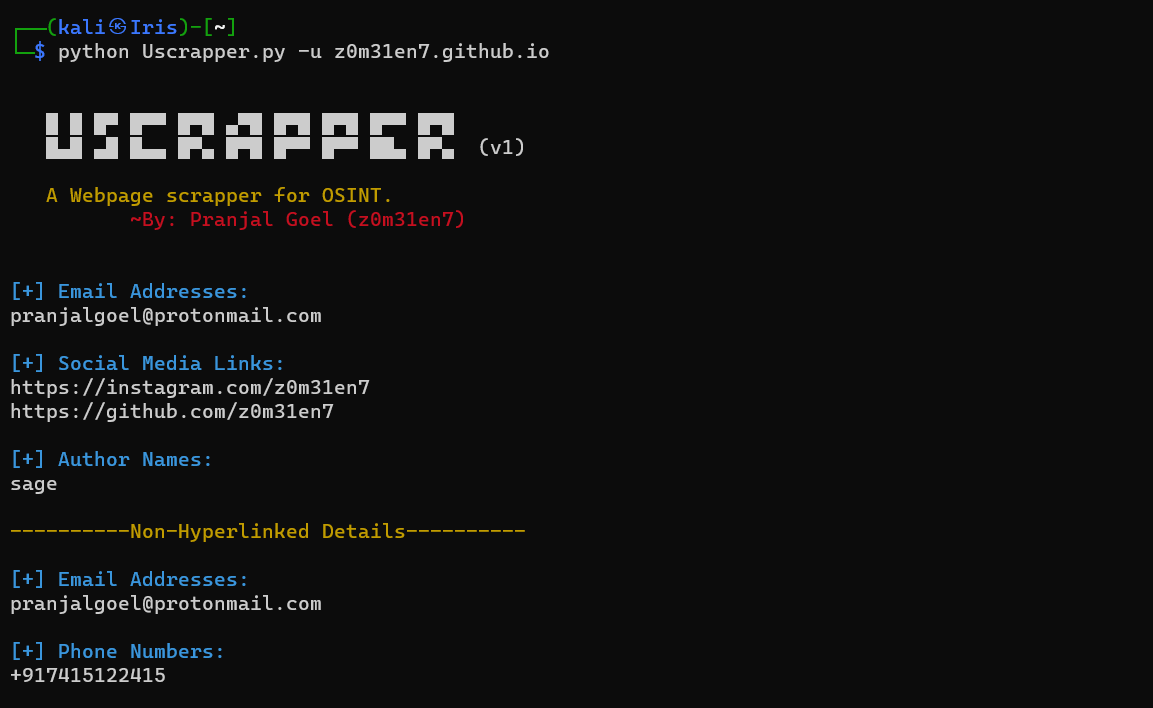 (kali㉿Iris)-[~]
$ python Uscrapper.py -u z0m31en7.github.io
USCRAPPER (v1)
A Webpage scrapper for OSINT.
~By: Pranjal Goel (z0m31en7)
[+] Email Addresses:
pranjalgoel@protonmail.com
[+] Social Media Links:
https://instagram.com/z0m31en7
https://github.com/z0m31en7
[+] Author Names:
sage
----------Non-Hyperlinked Details----------
[+] Email Addresses:
pranjalgoel@protonmail.com
[+] Phone Numbers:
+917415122415